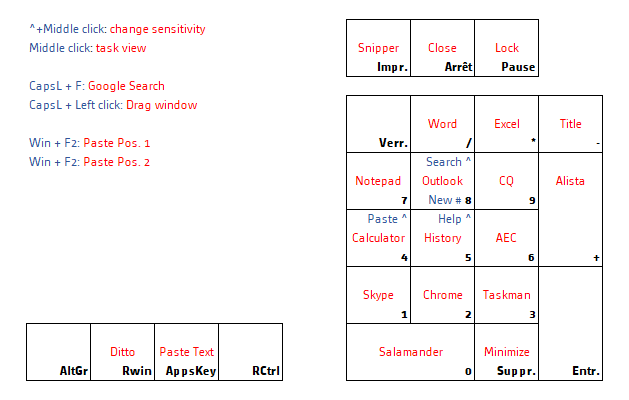 ^+Middle click: change sensitivity
Middle click: task view
CapsL + F: Google Search
CapsL + Left click: Drag window
Win + F2: Paste Pos. 1
Win + F2: Paste Pos. 2
Snipper Close Lock
Impr. Arrêt Pause
Word Excel Title
Verr. / * -
Search ^
Notepad Outlook CQ Alista
7 New # 8 9
Paste ^ Help ^
Calculator History AEC
4 5 6 +
Skype Chrome Taskman
1 2 3
Salamander Minimize
0 Suppr. Entr.
Ditto Paste Text
AltGr Rwin AppsKey RCtrl